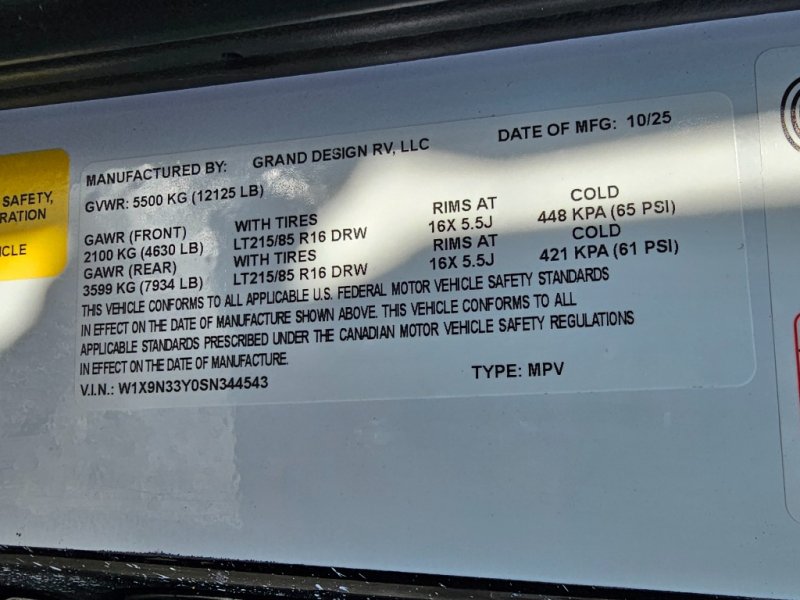 SAFETY,
RATION
ICLE
MANUFACTURED BY: GRAND DESIGN RV, LLC DATE OF MFG: 10/25
GVWR: 5500 KG (12125 LB)
GAWR (FRONT) WITH TIRES RIMS AT COLD
2100 KG (4630 LB) LT215/85 R16 DRW 16X 5.5J 448 KPA (65 PSI)
GAWR (REAR) WITH TIRES RIMS AT COLD
3599 KG (7934 LB) LT215/85 R16 DRW 16X 5.5J 421 KPA (61 PSI)
THIS VEHICLE CONFORMS TO ALL APPLICABLE U.S. FEDERAL MOTOR VEHICLE SAFETY STANDARDS
IN EFFECT ON THE DATE OF MANUFACTURE SHOWN ABOVE. THIS VEHICLE CONFORMS TO ALL
APPLICABLE STANDARDS PRESCRIBED UNDER THE CANADIAN MOTOR VEHICLE SAFETY REGULATIONS
IN EFFECT ON THE DATE OF MANUFACTURE.
V.I.N.: W1X9N33Y0SN344543 TYPE: MPV